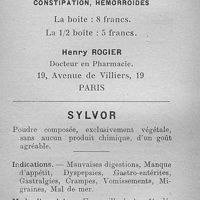 CONSTIPATION, HÉMORROÏDES
La boîte : 8 francs.
La 1/2 boîte : 5 francs.
Henry ROGIER
Docteur en Pharmacie.
19, Avenue de Villiers, 19
PARIS
SYLVOR
Poudre composée, exclusivement végétale,
sans aucun produit chimique, d'un goût
agréable.
Indications. — Mauvaises digestions, Manque
d'appétit, Dyspepsies, Gastro-entérites,
Gastralgies, Crampes, Vomissements, Mi-
graines, Mal de mer.